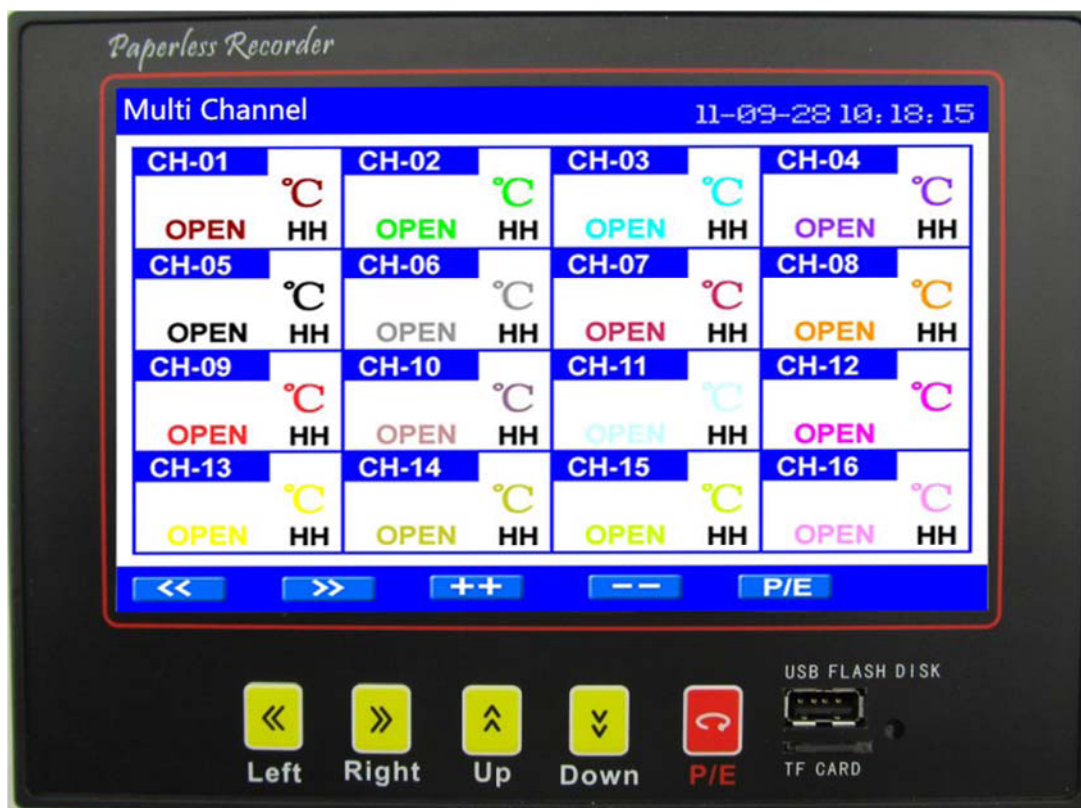 Paperless Recorder
Multi Channel 11-09-28 10:18:15
CH-01 CH-02 CH-03 CH-04
℃ ℃ ℃ ℃
OPEN HH OPEN HH OPEN HH OPEN HH
CH-05 CH-06 CH-07 CH-08
℃ ℃ ℃ ℃
OPEN HH OPEN HH OPEN HH OPEN HH
CH-09 CH-10 CH-11 CH-12
℃ ℃ ℃ ℃
OPEN HH OPEN HH OPEN HH OPEN
CH-13 CH-14 CH-15 CH-16
℃ ℃ ℃ ℃
OPEN HH OPEN HH OPEN HH OPEN HH
<< >> ++ -- P/E
USB FLASH DISK
Left Right Up Down P/E TF CARD